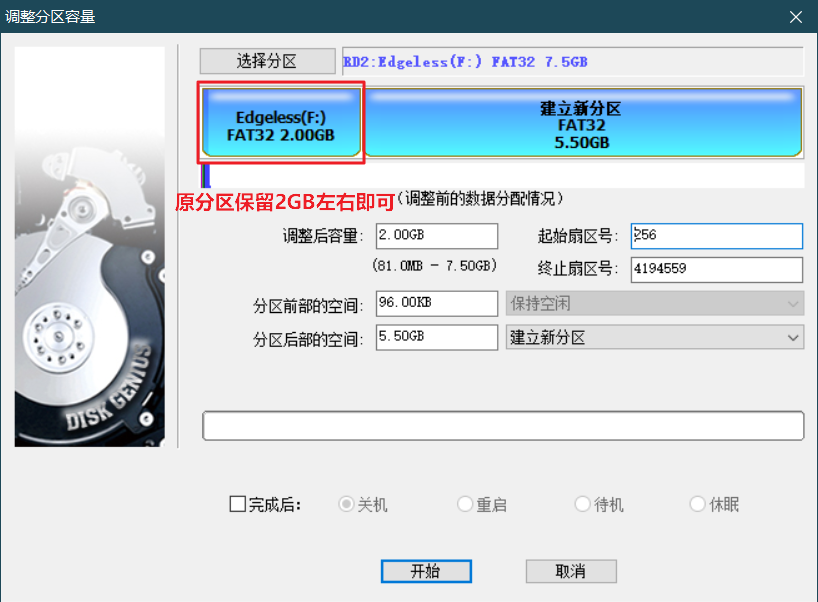 调整分区容量
选择分区 RD2:Edgeless(F:) FAT32 7.5GB
Edgeless(F:)
FAT32 2.00GB
建立新分区
FAT32
5.50GB
原分区保留2GB左右即可(调整前的数据分配情况)
调整后容量: 2.00GB 起始扇区号: 256
(81.0MB - 7.50GB) 终止扇区号: 4194559
分区前部的空间: 96.00KB 保持空闲
分区后部的空间: 5.50GB 建立新分区
DISK GENIUS
完成后: 关机 重启 待机 休眠
开始 取消